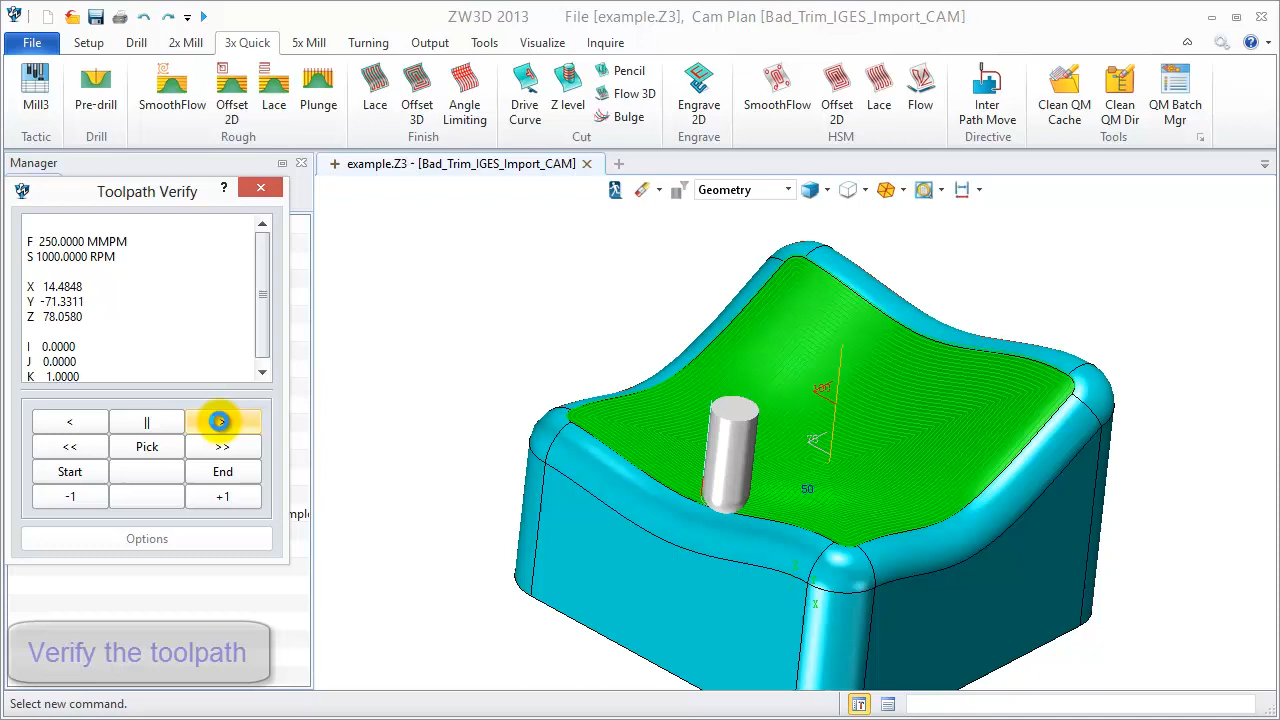 ZW3D 2013 File [example.Z3], Cam Plan [Bad_Trim_IGES_Import_CAM]
File Setup Drill 2x Mill 3x Quick 5x Mill Turning Output Tools Visualize Inquire
Mill3 Pre-drill SmoothFlow Offset 2D Lace Plunge Lace Offset 3D Angle Limiting Drive Curve Z level Pencil Flow 3D Bulge Engrave 2D SmoothFlow Offset 2D Lace Flow Inter Path Move Clean QM Cache Clean QM Dir QM Batch Mgr
Tactic Drill Rough Finish Cut Engrave HSM Directive Tools
Manager
example.Z3 - [Bad_Trim_IGES_Import_CAM]
Toolpath Verify
Geometry
F 250.0000 MMPM
S 1000.0000 RPM
X 14.4848
Y -71.3311
Z 78.0580
I 0.0000
J 0.0000
K 1.0000
< || >
<< Pick >>
Start End
-1 +1
Options
100
75
50
X
Verify the toolpath
Select new command.